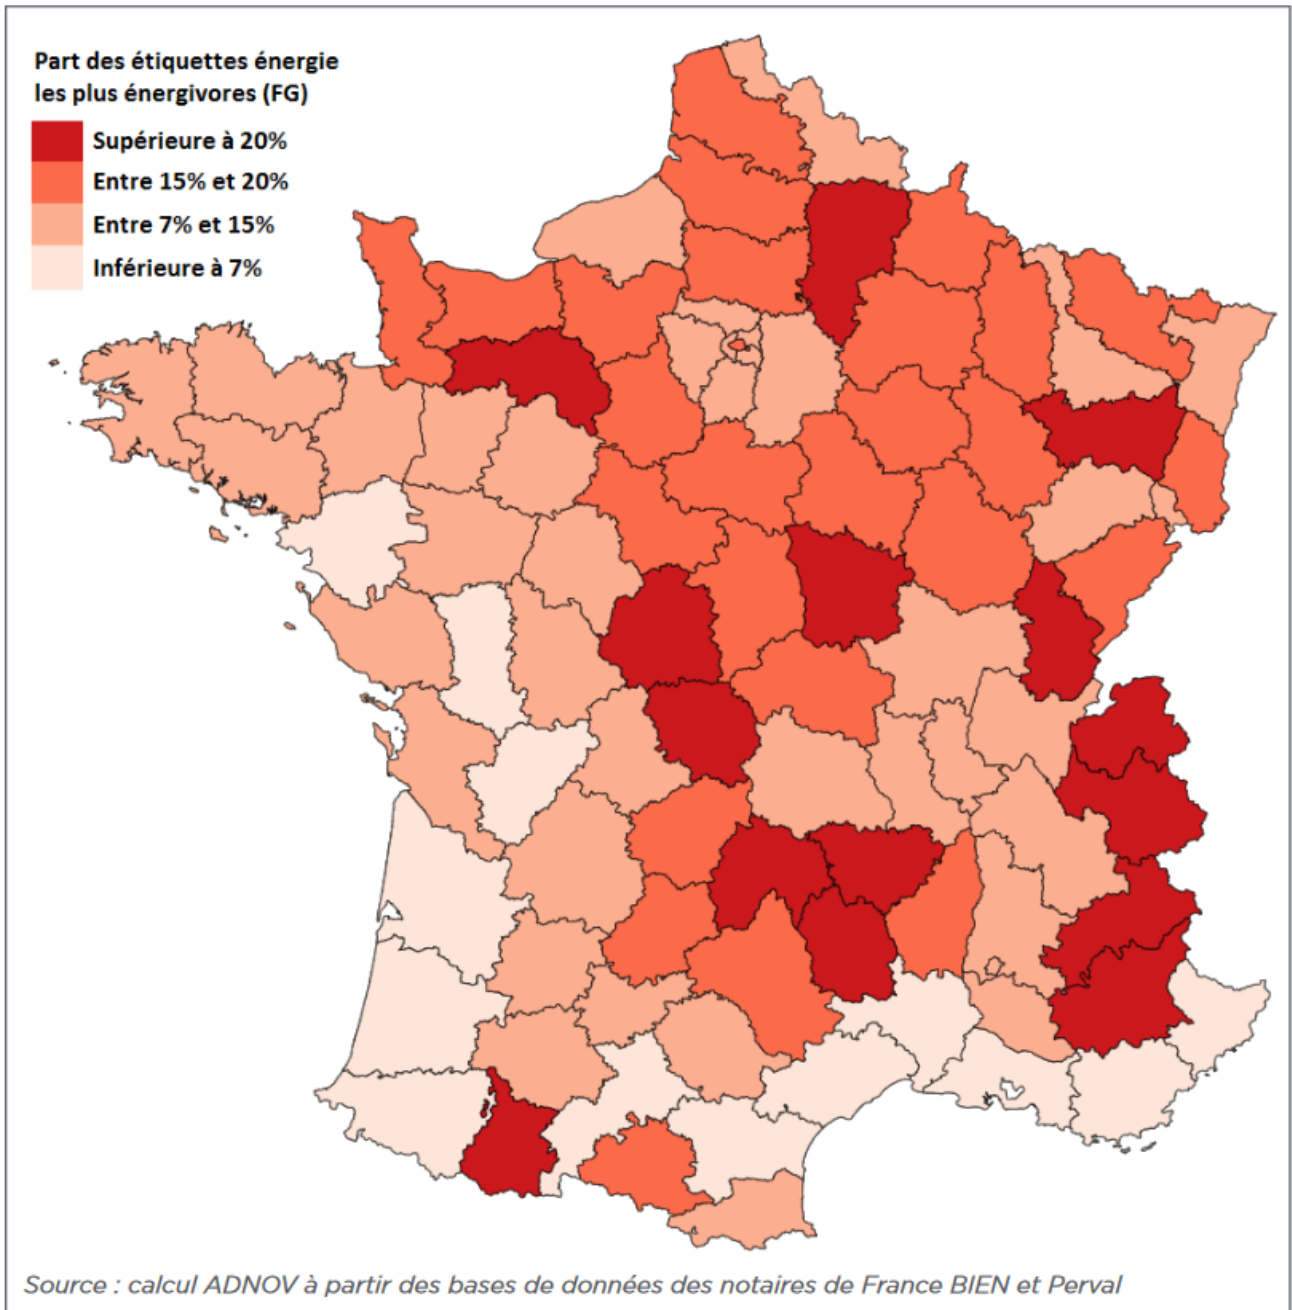 Part des étiquettes énergie
les plus énergivores (FG)
Supérieure à 20%
Entre 15% et 20%
Entre 7% et 15%
Inférieure à 7%
Source : calcul ADNOV à partir des bases de données des notaires de France BIEN et Perval